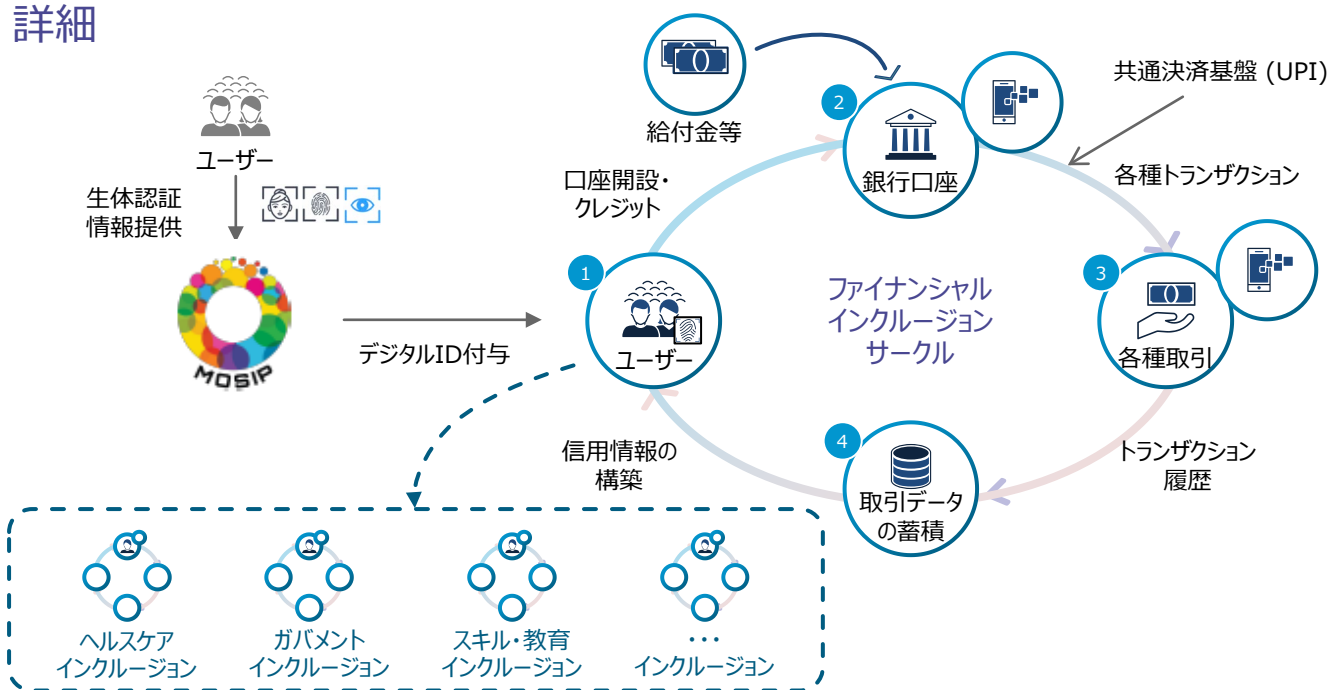 詳細
ユーザー
生体認証
情報提供
MOSIP
デジタルID付与
給付金等
口座開設・
クレジット
1
ユーザー
2
銀行口座
共通決済基盤 (UPI)
各種トランザクション
3
各種取引
ファイナンシャル
インクルージョン
サークル
トランザクション
履歴
4
取引データ
の蓄積
信用情報の
構築
ヘルスケア
インクルージョン
ガバメント
インクルージョン
スキル・教育
インクルージョン
・・・
インクルージョン